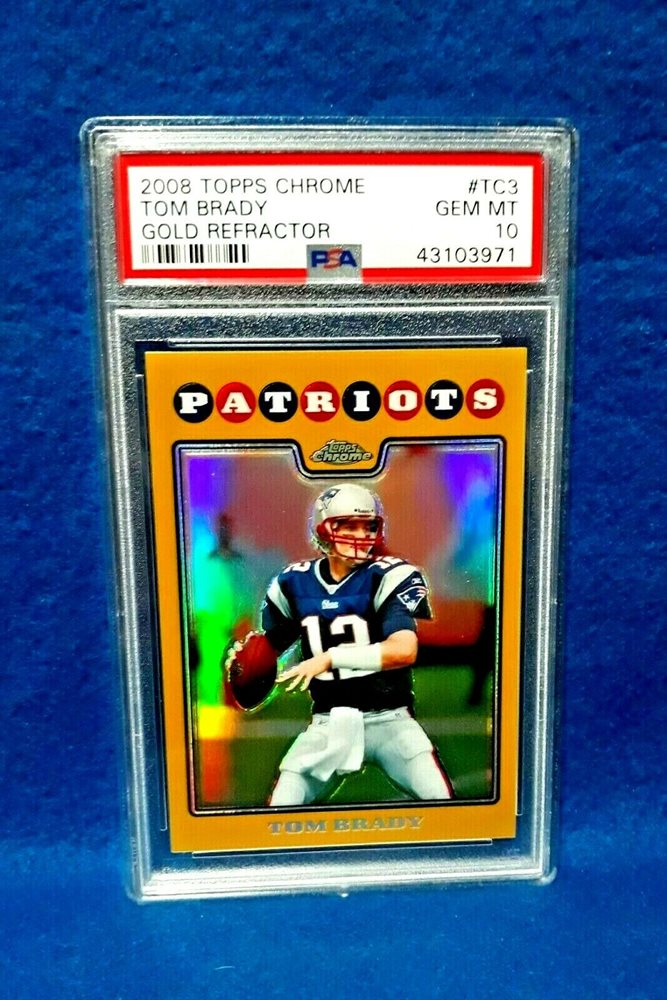 2008 TOPPS CHROME #TC3
TOM BRADY GEM MT
GOLD REFRACTOR 10
PSA 43103971
PATRIOTS
Topps
Chrome
12
12
TOM BRADY